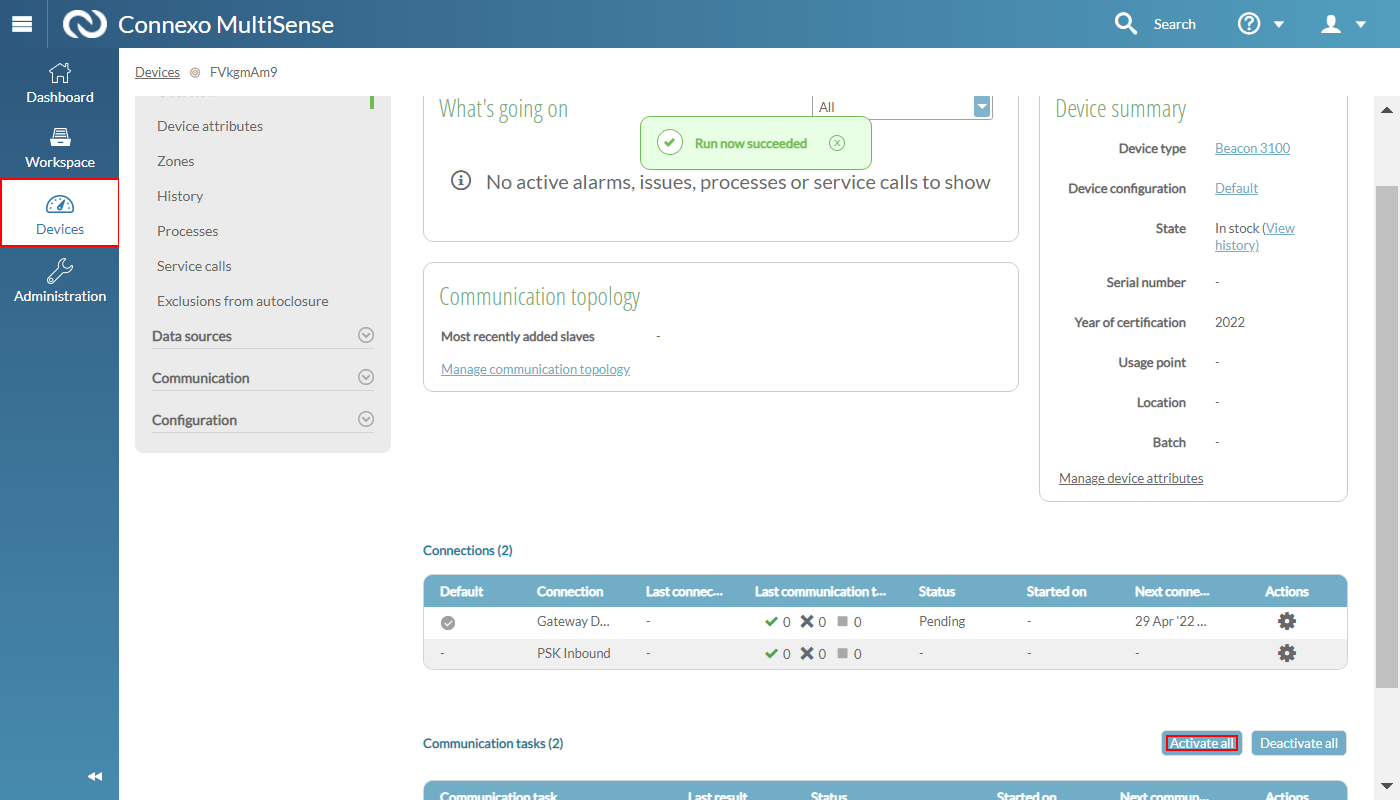 Connexo MultiSense
Search
Dashboard
Workspace
Devices
Administration
Devices
FVkgmAm9
Device attributes
Zones
History
Processes
Service calls
Exclusions from autoclosure
Data sources
Communication
Configuration
What's going on
All
Run now succeeded
No active alarms, issues, processes or service calls to show
Communication topology
Most recently added slaves -
Manage communication topology
Device summary
Device type Beacon 3100
Device configuration Default
State In stock (View
history)
Serial number -
Year of certification 2022
Usage point -
Location -
Batch -
Manage device attributes
Connections (2)
Default Connection Last connec... Last communication t... Status Started on Next conne... Actions
Gateway D... - 0 0 0 Pending - 29 Apr '22 ...
- PSK Inbound - 0 0 0 - - -
Communication tasks (2)
Activate all
Deactivate all
Communication task Last result Status Started on Next commun... Actions